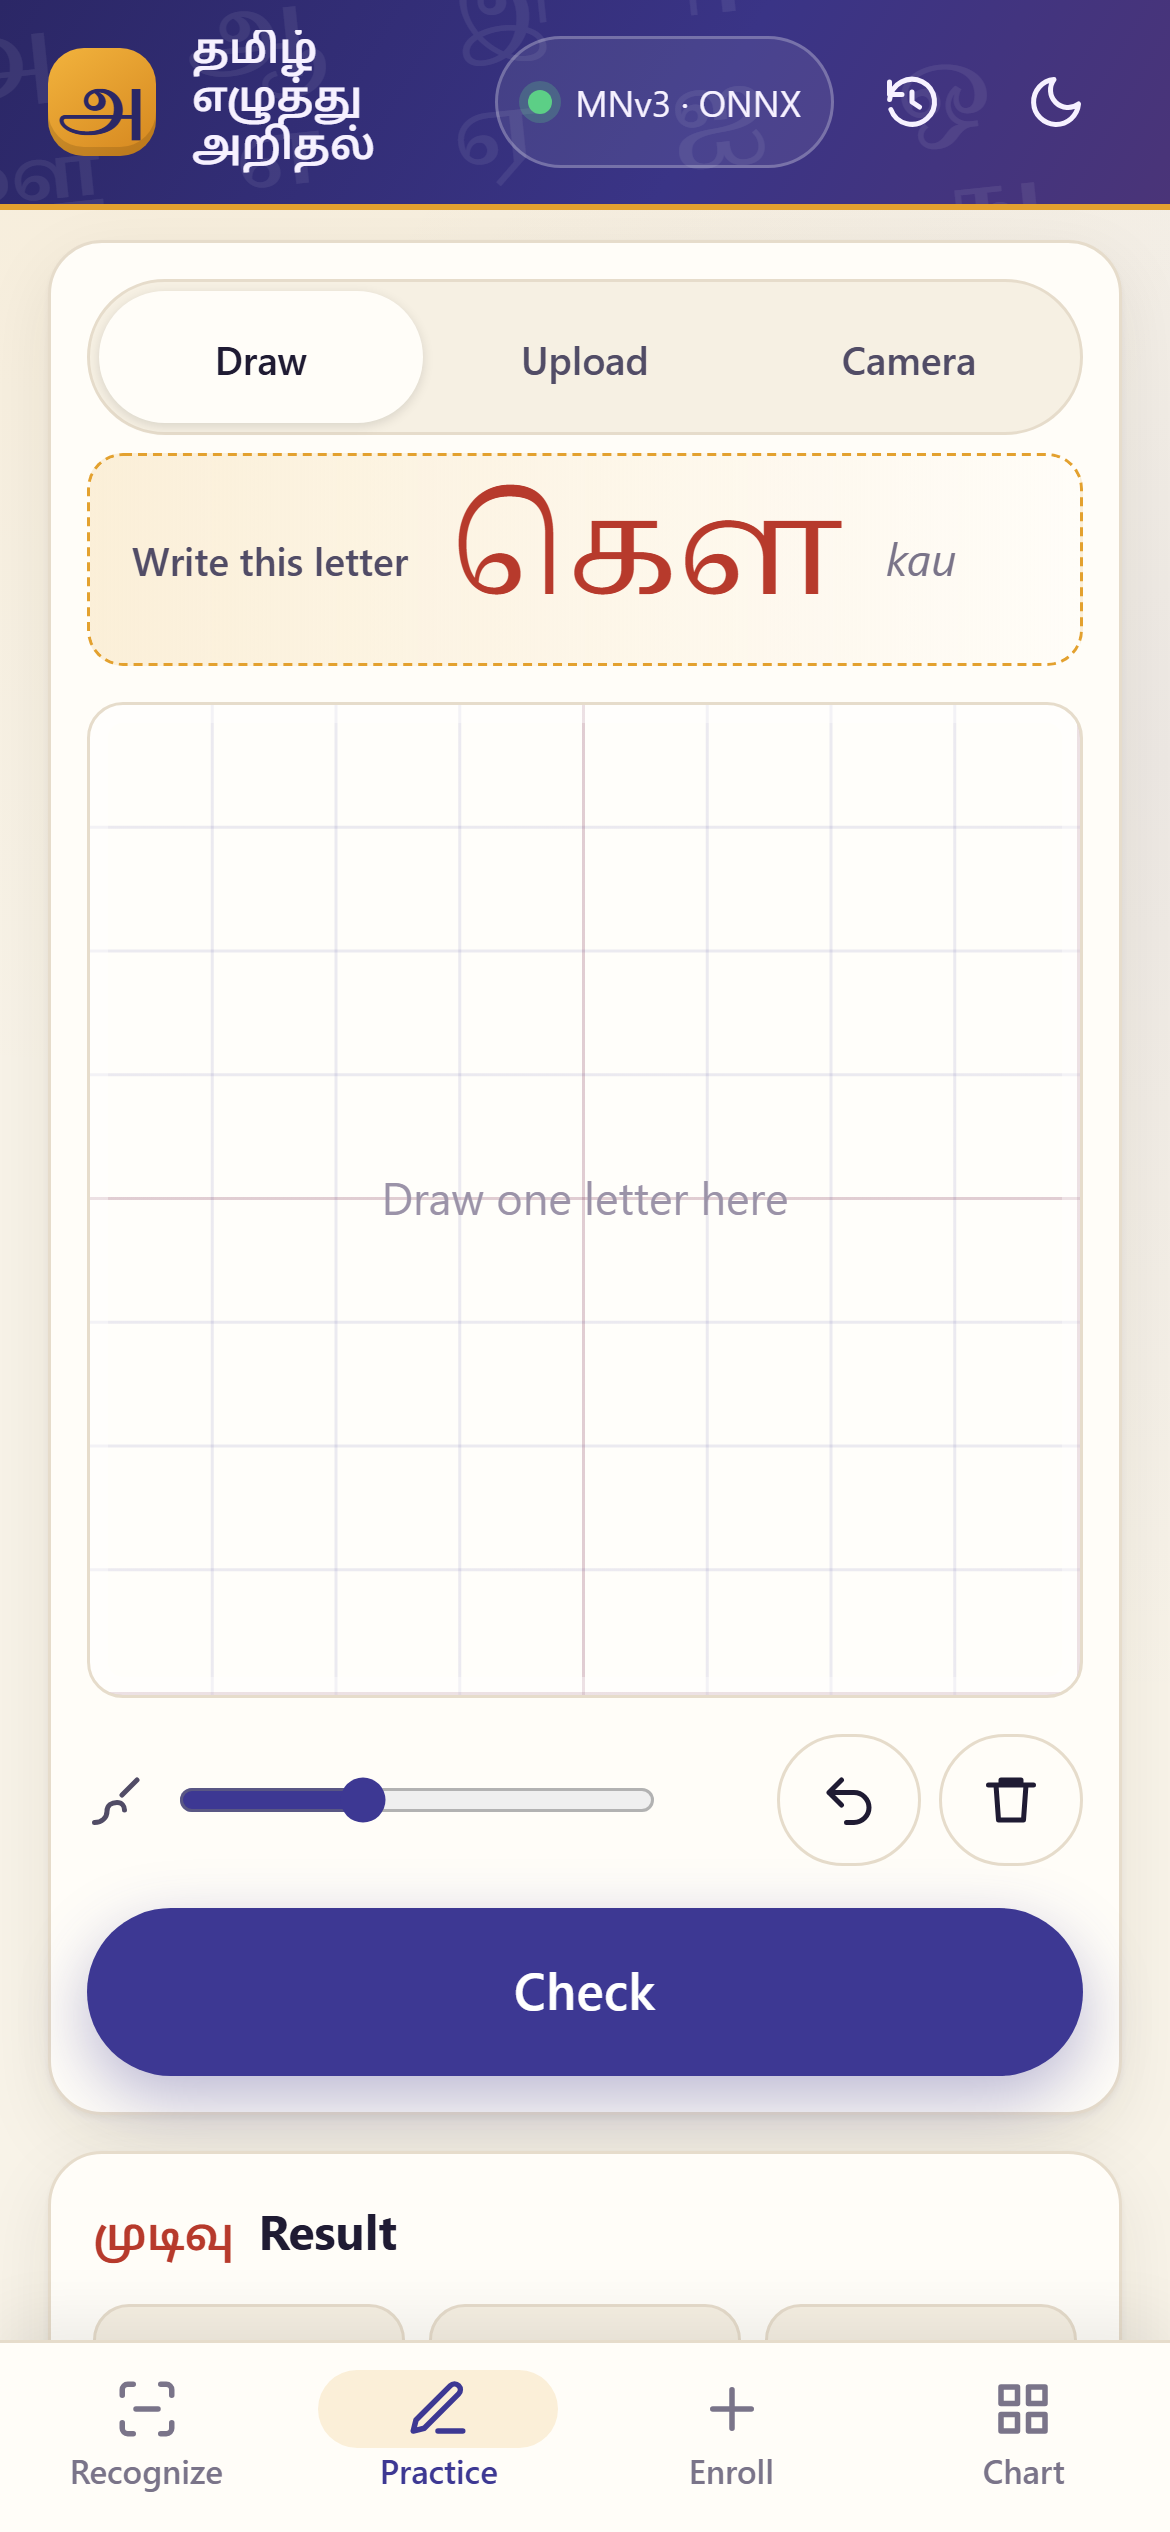 அ
தமிழ்
எழுத்து
அறிதல்
MNv3 · ONNX
Draw Upload Camera
Write this letter கௌ kau
Draw one letter here
Check
முடிவு Result
Recognize Practice Enroll Chart